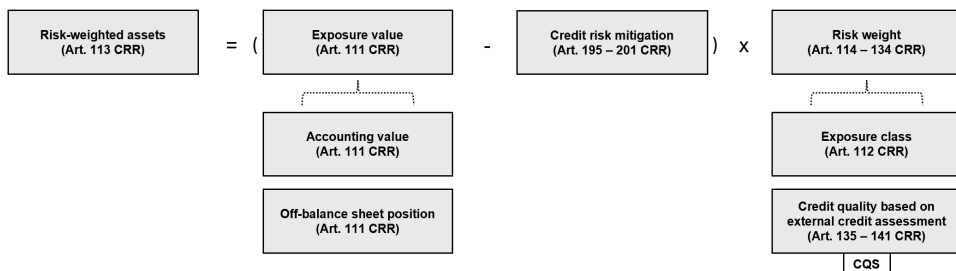 Risk-weighted assets
(Art. 113 CRR)
= (
Exposure value
(Art. 111 CRR)
-
Credit risk mitigation
(Art. 195 – 201 CRR)
)
x
Risk weight
(Art. 114 – 134 CRR)
Accounting value
(Art. 111 CRR)
Exposure class
(Art. 112 CRR)
Off-balance sheet position
(Art. 111 CRR)
Credit quality based on
external credit assessment
(Art. 135 – 141 CRR)
CQS